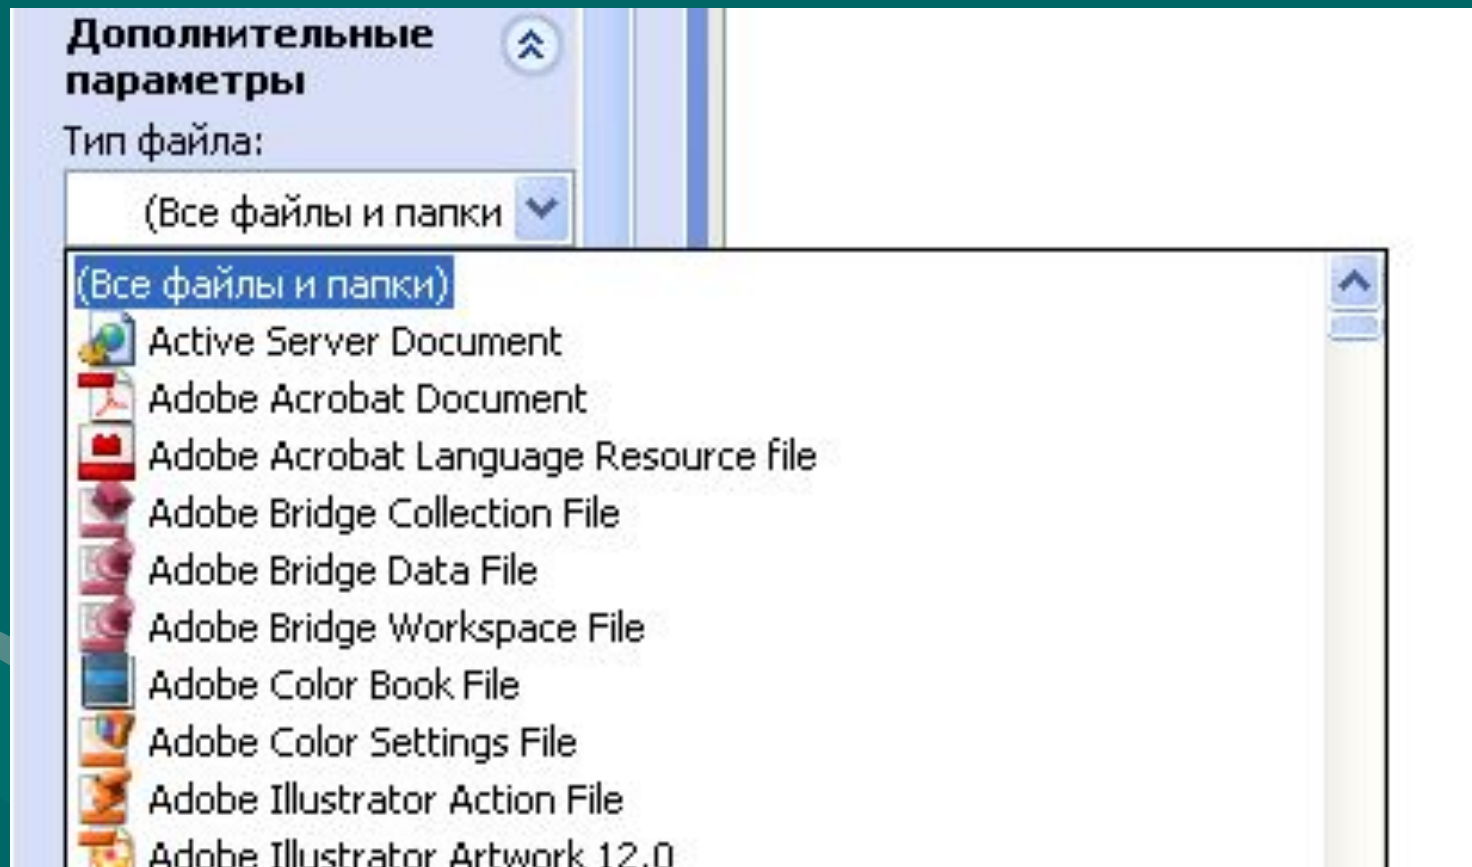 Дополнительные
параметры
Тип файла:
(Все файлы и папки
(Все файлы и папки)
Active Server Document
Adobe Acrobat Document
Adobe Acrobat Language Resource file
Adobe Bridge Collection File
Adobe Bridge Data File
Adobe Bridge Workspace File
Adobe Color Book File
Adobe Color Settings File
Adobe Illustrator Action File
Adobe Illustrator Artwork 12.0